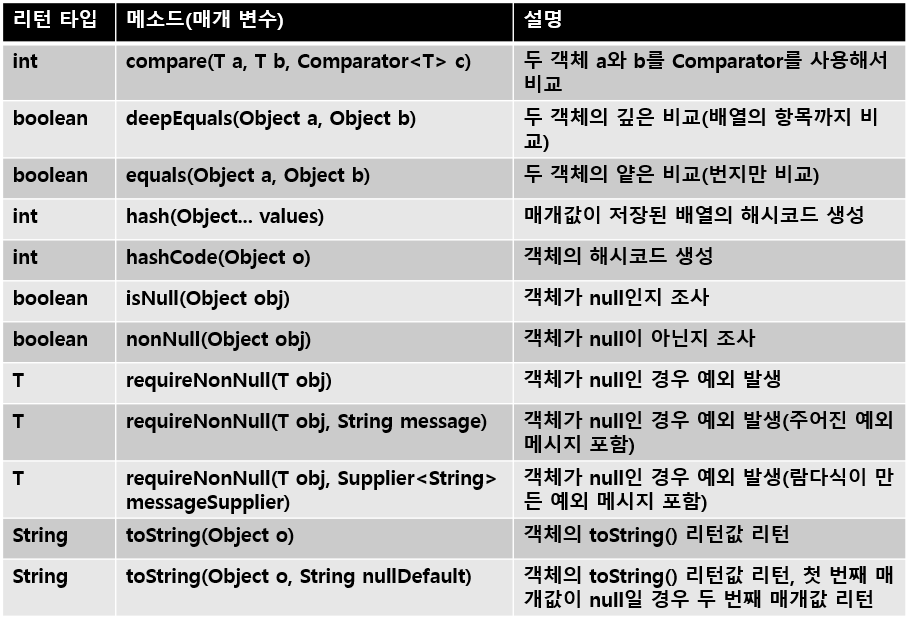 리턴 타입 메소드(매개 변수) 설명
int compare(T a, T b, Comparator<T> c) 두 객체 a와 b를 Comparator를 사용해서
비교
boolean deepEquals(Object a, Object b) 두 객체의 깊은 비교(배열의 항목까지 비
교)
boolean equals(Object a, Object b) 두 객체의 얕은 비교(번지만 비교)
int hash(Object... values) 매개값이 저장된 배열의 해시코드 생성
int hashCode(Object o) 객체의 해시코드 생성
boolean isNull(Object obj) 객체가 null인지 조사
boolean nonNull(Object obj) 객체가 null이 아닌지 조사
T requireNonNull(T obj) 객체가 null인 경우 예외 발생
T requireNonNull(T obj, String message) 객체가 null인 경우 예외 발생(주어진 예외
메시지 포함)
T requireNonNull(T obj, Supplier<String> 객체가 null인 경우 예외 발생(람다식이 만
messageSupplier) 든 예외 메시지 포함)
String toString(Object o) 객체의 toString() 리턴값 리턴
String toString(Object o, String nullDefault) 객체의 toString() 리턴값 리턴, 첫 번째 매
개값이 null일 경우 두 번째 매개값 리턴